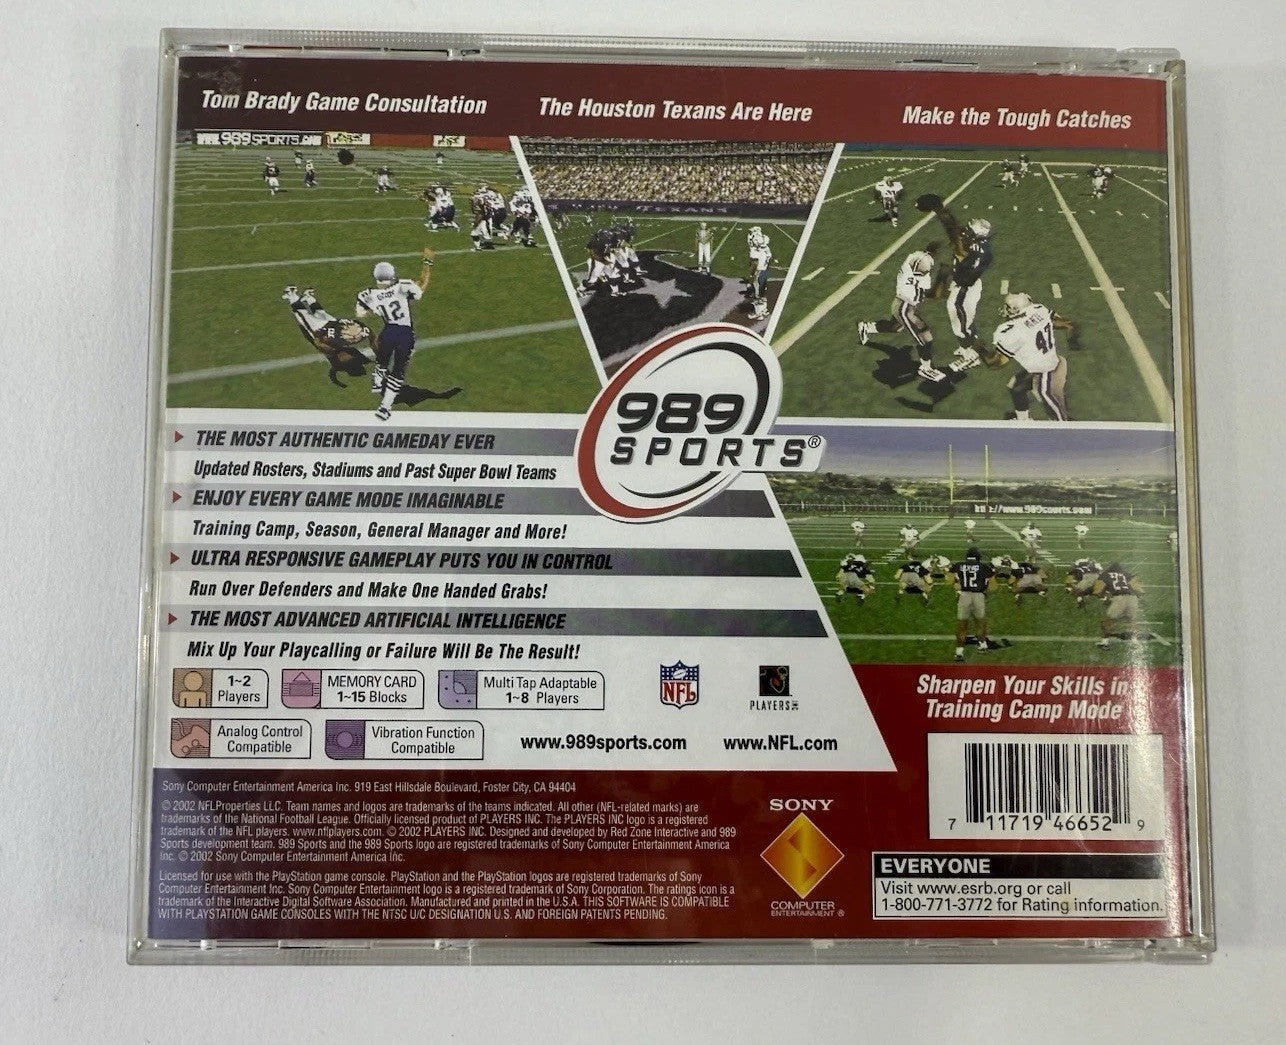 Tom Brady Game Consultation
The Houston Texans Are Here
Make the Tough Catches
989 SPORTS
TEXANS
12
47
989
SPORTS®
http://www.989sports.com
12
23
THE MOST AUTHENTIC GAMEDAY EVER
Updated Rosters, Stadiums and Past Super Bowl Teams
ENJOY EVERY GAME MODE IMAGINABLE
Training Camp, Season, General Manager and More!
ULTRA RESPONSIVE GAMEPLAY PUTS YOU IN CONTROL
Run Over Defenders and Make One Handed Grabs!
THE MOST ADVANCED ARTIFICIAL INTELLIGENCE
Mix Up Your Playcalling or Failure Will Be The Result!
Sharpen Your Skills in
Training Camp Mode
1~2
Players
MEMORY CARD
1~15 Blocks
Multi Tap Adaptable
1~8 Players
Analog Control
Compatible
Vibration Function
Compatible
NFL
PLAYERS INC
www.989sports.com
www.NFL.com
Sony Computer Entertainment America Inc. 919 East Hillsdale Boulevard, Foster City, CA 94404
© 2002 NFLProperties LLC. Team names and logos are trademarks of the teams indicated. All other (NFL-related marks) are
trademarks of the National Football League. Officially licensed product of PLAYERS INC. The PLAYERS INC logo is a registered
trademark of the NFL players. www.nflplayers.com. © 2002 PLAYERS INC. Designed and developed by Red Zone Interactive and 989
Sports development team. 989 Sports and the 989 Sports logo are registered trademarks of Sony Computer Entertainment America
Inc. © 2002 Sony Computer Entertainment America Inc.
Licensed for use with the PlayStation game console. PlayStation and the PlayStation logos are registered trademarks of Sony
Computer Entertainment Inc. Sony Computer Entertainment logo is a registered trademark of Sony Corporation. The ratings icon is a
trademark of the Interactive Digital Software Association. Manufactured and printed in the U.S.A. THIS SOFTWARE IS COMPATIBLE
WITH PLAYSTATION GAME CONSOLES WITH THE NTSC U/C DESIGNATION U.S. AND FOREIGN PATENTS PENDING.
SONY
COMPUTER
ENTERTAINMENT ®
7 11719 46652 9
EVERYONE
Visit www.esrb.org or call
1-800-771-3772 for Rating information.